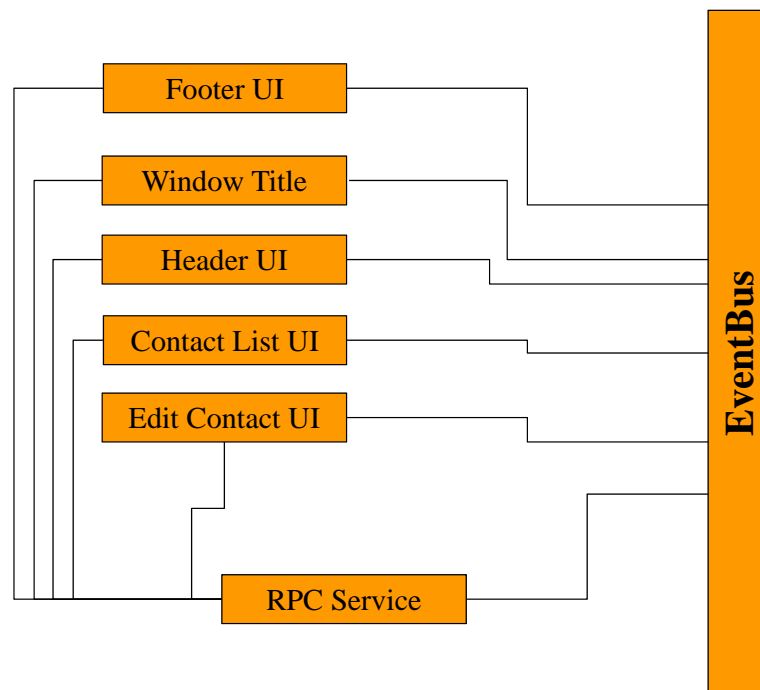 Footer UI
Window Title
Header UI
Contact List UI
Edit Contact UI
RPC Service
EventBus